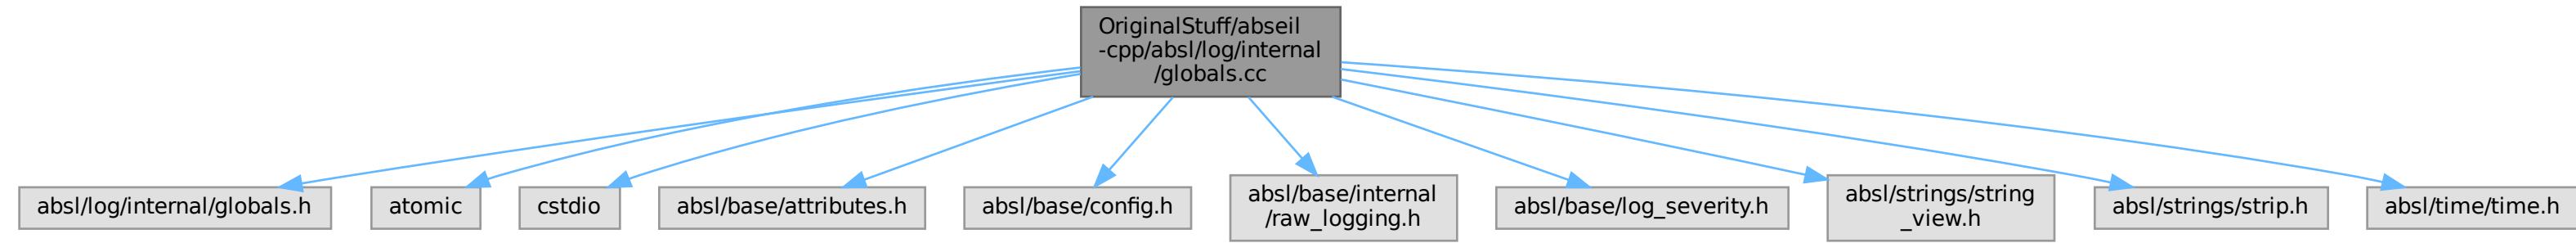 OriginalStuff/abseil
-cpp/absl/log/internal
/globals.cc
absl/log/internal/globals.h
atomic
cstdio
absl/base/attributes.h
absl/base/config.h
absl/base/internal
/raw_logging.h
absl/base/log_severity.h
absl/strings/string
_view.h
absl/strings/strip.h
absl/time/time.h